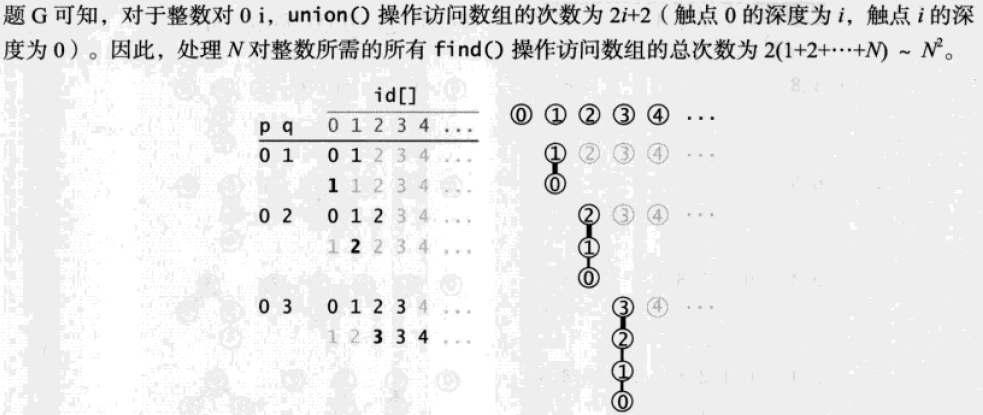 题 G 可知，对于整数对 0 i，union() 操作访问数组的次数为 2i+2（触点 0 的深度为 i，触点 i 的深
度为 0）。因此，处理 N 对整数所需的所有 find() 操作访问数组的总次数为 2(1+2+…+N) ~ N²。
id[]
p q 0 1 2 3 4 ...
0 1 0 1 2 3 4 ...
1 1 2 3 4 ...
0 2 0 1 2 3 4 ...
1 2 2 3 4 ...
0 3 0 1 2 3 4 ...
1 2 3 3 4 ...
0 1 2 3 4 ...
1 2 3 4 ...
0
2 3 4 ...
1
0
3 4 ...
2
1
0